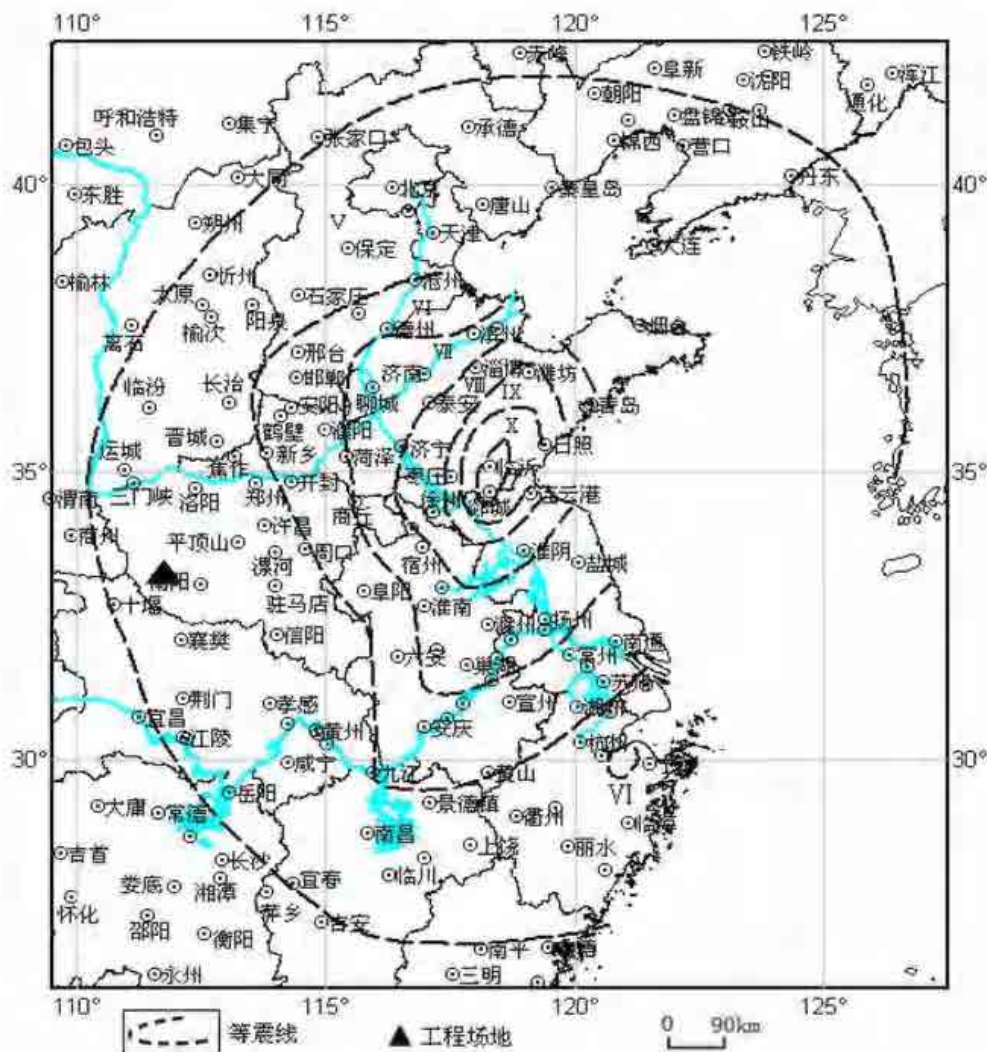 110° 115° 120° 125°
赤峰
铁岭
阜新
沈阳
浑江
朝阳
通化
呼和浩特
集宁
张家口
承德
盘锦
鞍山
包头
锦西
营口
大同
北京
秦皇岛
丹东
40° 40°
东胜
唐山
朔州
V
天津
保定
大连
榆林
忻州
沧州
太原
石家庄
VI
阳泉
榆次
德州
滨州
烟台
离石
邢台
VII
淄博
潍坊
邯郸
济南
VIII
临汾
长治
IX
安阳
聊城
泰安
青岛
X
鹤壁
濮阳
晋城
济宁
日照
运城
新乡
菏泽
焦作
枣庄
临沂
35° 35°
三门峡
开封
渭南
洛阳
郑州
徐州
郯城
连云港
商丘
许昌
商州
平顶山
周口
淮阴
漯河
宿州
盐城
南阳
阜阳
十堰
驻马店
淮南
滁州
扬州
襄樊
信阳
南通
六安
巢湖
常州
苏州
荆门
孝感
宣州
湖州
宜昌
江陵
黄州
安庆
杭州
30° 30°
咸宁
九江
黄山
岳阳
VI
大庸
常德
景德镇
衢州
临海
南昌
吉首
上饶
丽水
长沙
临川
娄底
湘潭
宜春
怀化
萍乡
吉安
邵阳
衡阳
南平
永州
三明
110° 115° 120° 125°
等震线
工程场地
0 90km